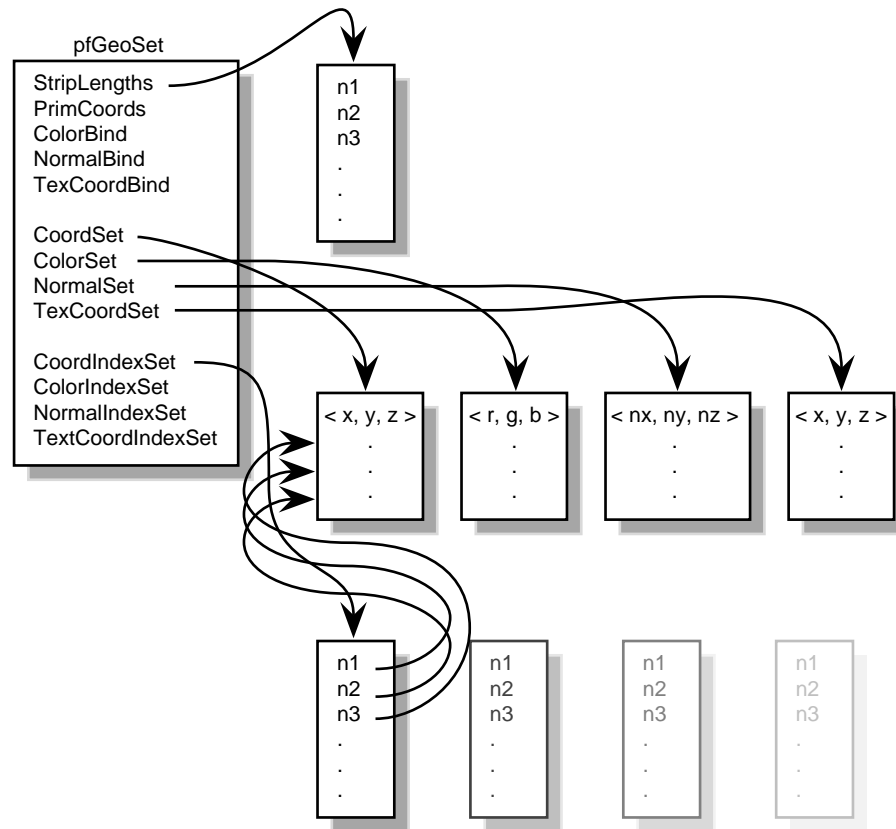 pfGeoSet
StripLengths
PrimCoords
ColorBind
NormalBind
TexCoordBind
CoordSet
ColorSet
NormalSet
TexCoordSet
CoordIndexSet
ColorIndexSet
NormalIndexSet
TextCoordIndexSet
n1
n2
n3
.
.
.
< x, y, z >
.
.
.
< r, g, b >
.
.
.
< nx, ny, nz >
.
.
.
< x, y, z >
.
.
.
n1
n2
n3
.
.
.
n1
n2
n3
.
.
.
n1
n2
n3
.
.
.
n1
n2
n3
.
.
.